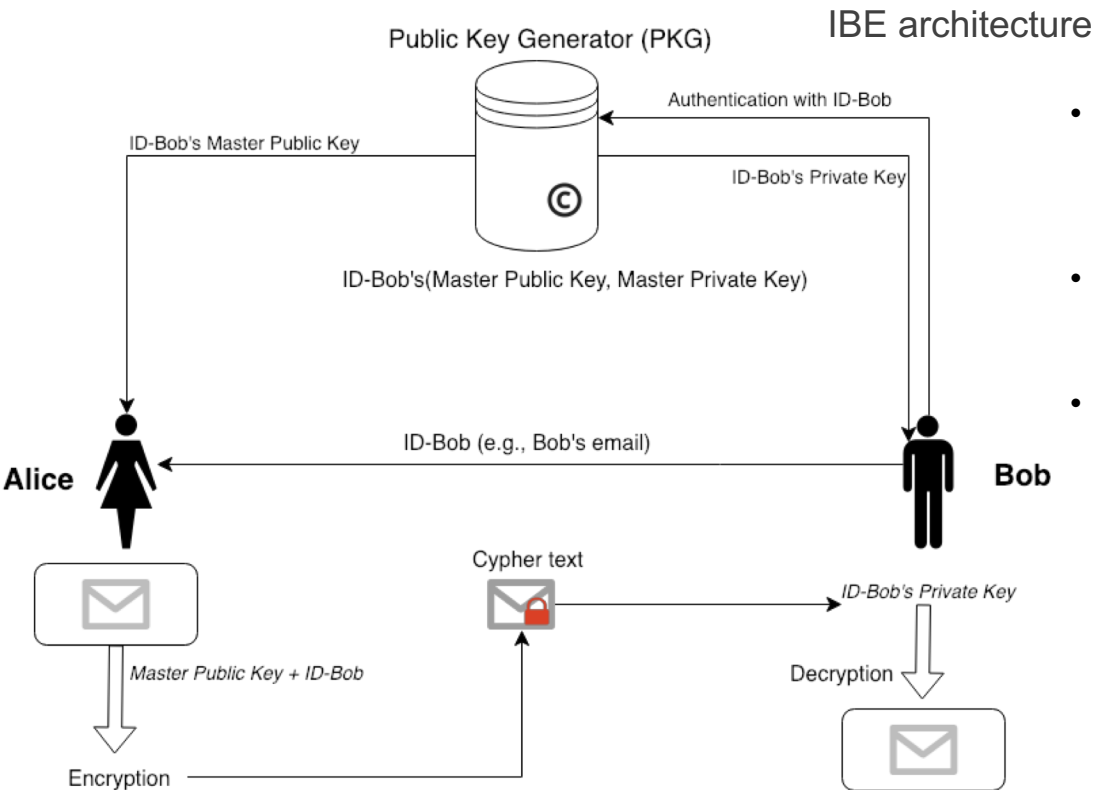 IBE architecture
Public Key Generator (PKG)
Authentication with ID-Bob
ID-Bob's Master Public Key
ID-Bob's Private Key
©
ID-Bob's(Master Public Key, Master Private Key)
ID-Bob (e.g., Bob's email)
Alice
Bob
Cypher text
ID-Bob's Private Key
Master Public Key + ID-Bob
Decryption
Encryption